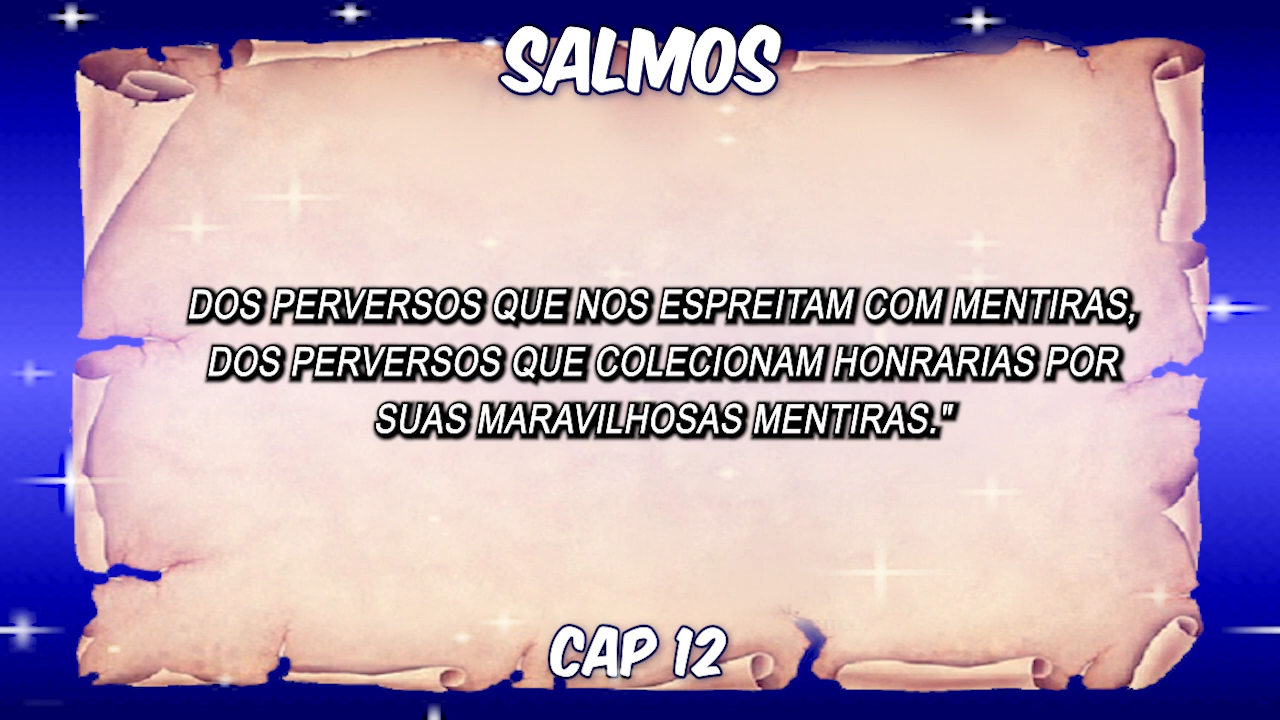 SALMOS
DOS PERVERSOS QUE NOS ESPREITAM COM MENTIRAS,
DOS PERVERSOS QUE COLECIONAM HONRARIAS POR
SUAS MARAVILHOSAS MENTIRAS."
CAP 12